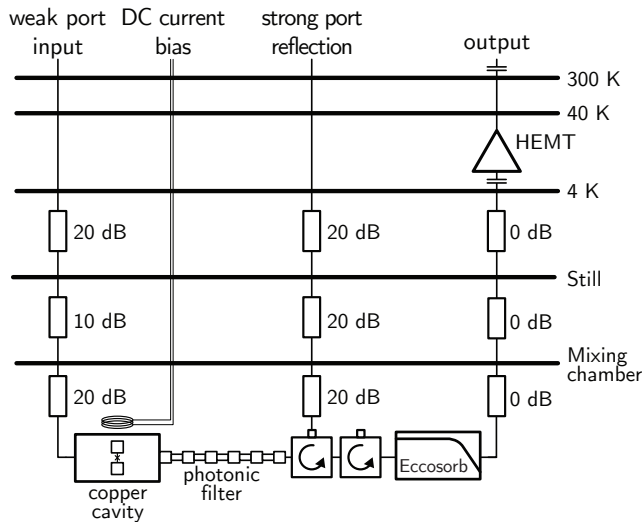 weak port
input
DC current
bias
strong port
reflection
output
300 K
40 K
HEMT
4 K
20 dB
20 dB
0 dB
Still
10 dB
20 dB
0 dB
Mixing
chamber
20 dB
20 dB
0 dB
photonic
filter
Eccosorb
copper
cavity